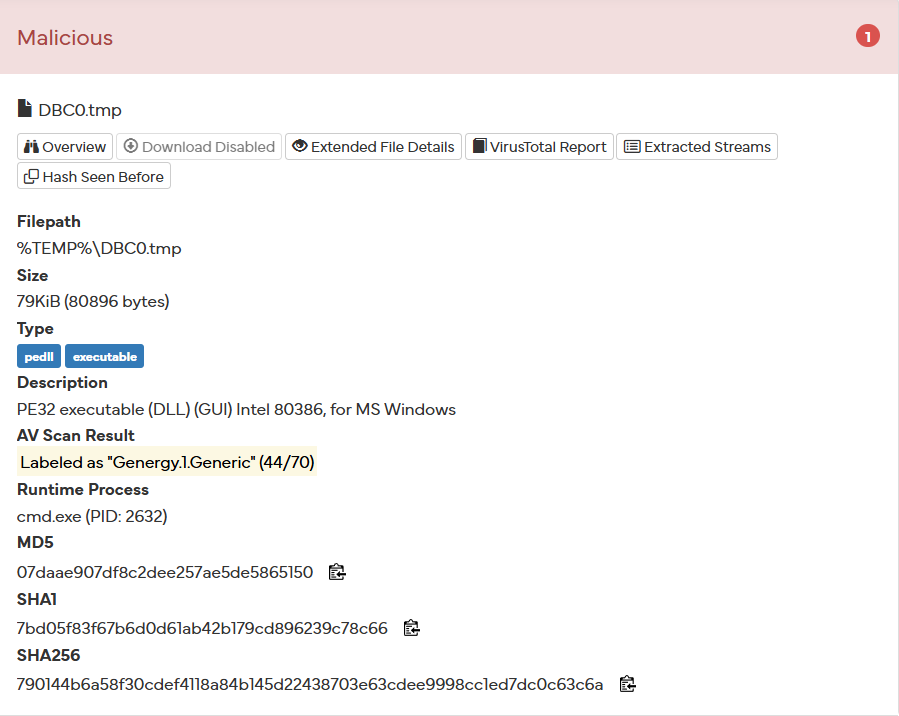 Malicious
1
DBC0.tmp
Overview
Download Disabled
Extended File Details
VirusTotal Report
Extracted Streams
Hash Seen Before
Filepath
%TEMP%\DBC0.tmp
Size
79KiB (80896 bytes)
Type
pedll
executable
Description
PE32 executable (DLL) (GUI) Intel 80386, for MS Windows
AV Scan Result
Labeled as "Genergy.1.Generic" (44/70)
Runtime Process
cmd.exe (PID: 2632)
MD5
07daae907df8c2dee257ae5de5865150
SHA1
7bd05f83f67b6d0d61ab42b179cd896239c78c66
SHA256
790144b6a58f30cdef4118a84b145d22438703e63cdee9998cc1ed7dc0c63c6a